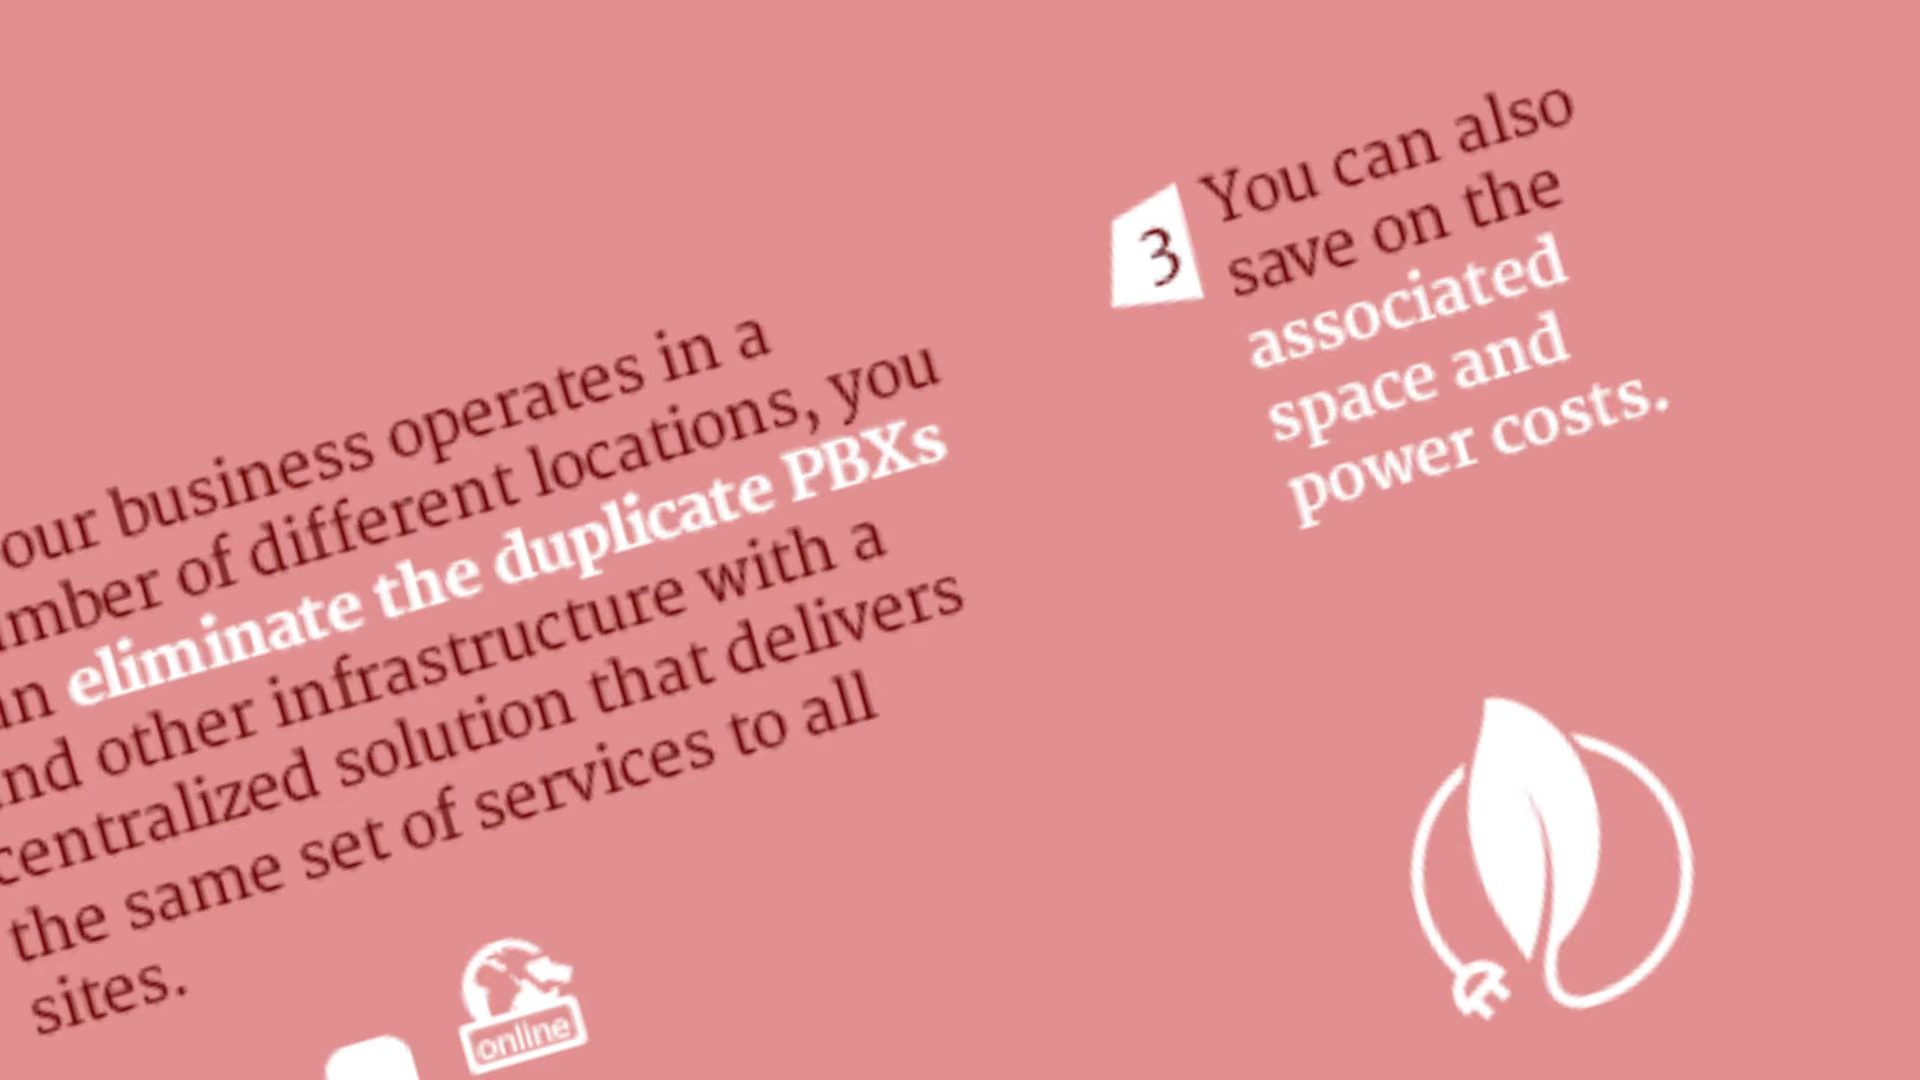 our business operates in a
of different locations, you
eliminate the duplicate PBXs
other infrastructure with a
centralized solution that delivers
the same set of services to all
sites.
online
3
You can also
save on the
associated
space and
power costs.